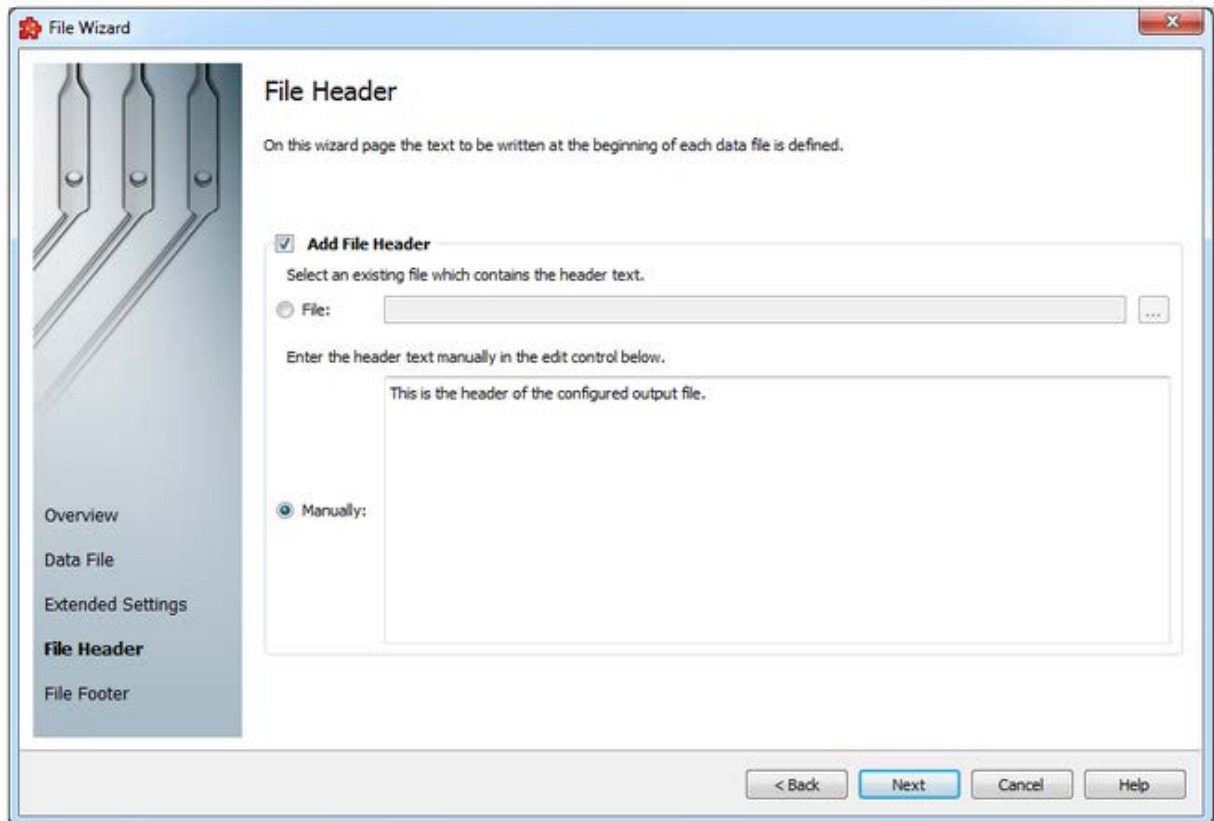 File Wizard
File Header
On this wizard page the text to be written at the beginning of each data file is defined.
Add File Header
Select an existing file which contains the header text.
File:
...
Enter the header text manually in the edit control below.
This is the header of the configured output file.
Manually:
Overview
Data File
Extended Settings
File Header
File Footer
< Back
Next
Cancel
Help